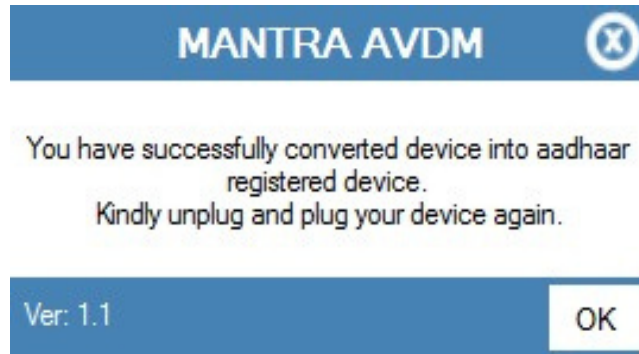 MANTRA AVDM
X
You have successfully converted device into aadhaar
registered device.
Kindly unplug and plug your device again.
Ver: 1.1
OK